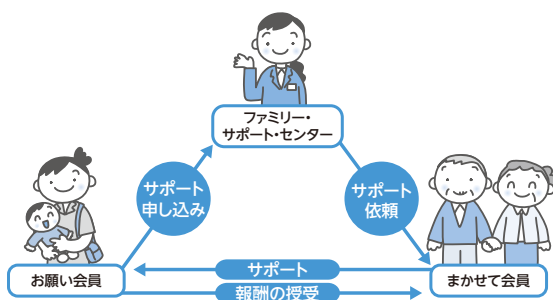 ファミリー・
サポート・センター
サポート
申し込み
サポート
依頼
お願い会員
サポート
報酬の授受
まかせて会員